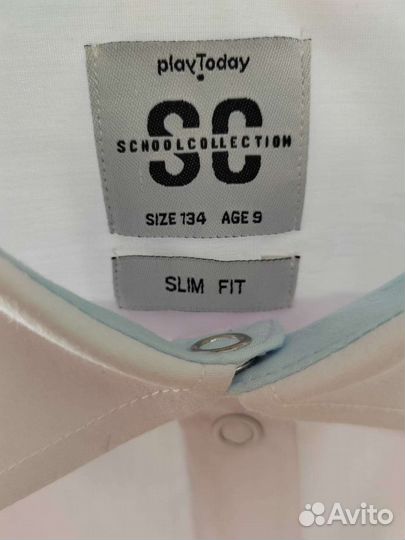 playToday
SC
SCHOOLCOLLECTION
SIZE 134 AGE 9
SLIM FIT
Avito